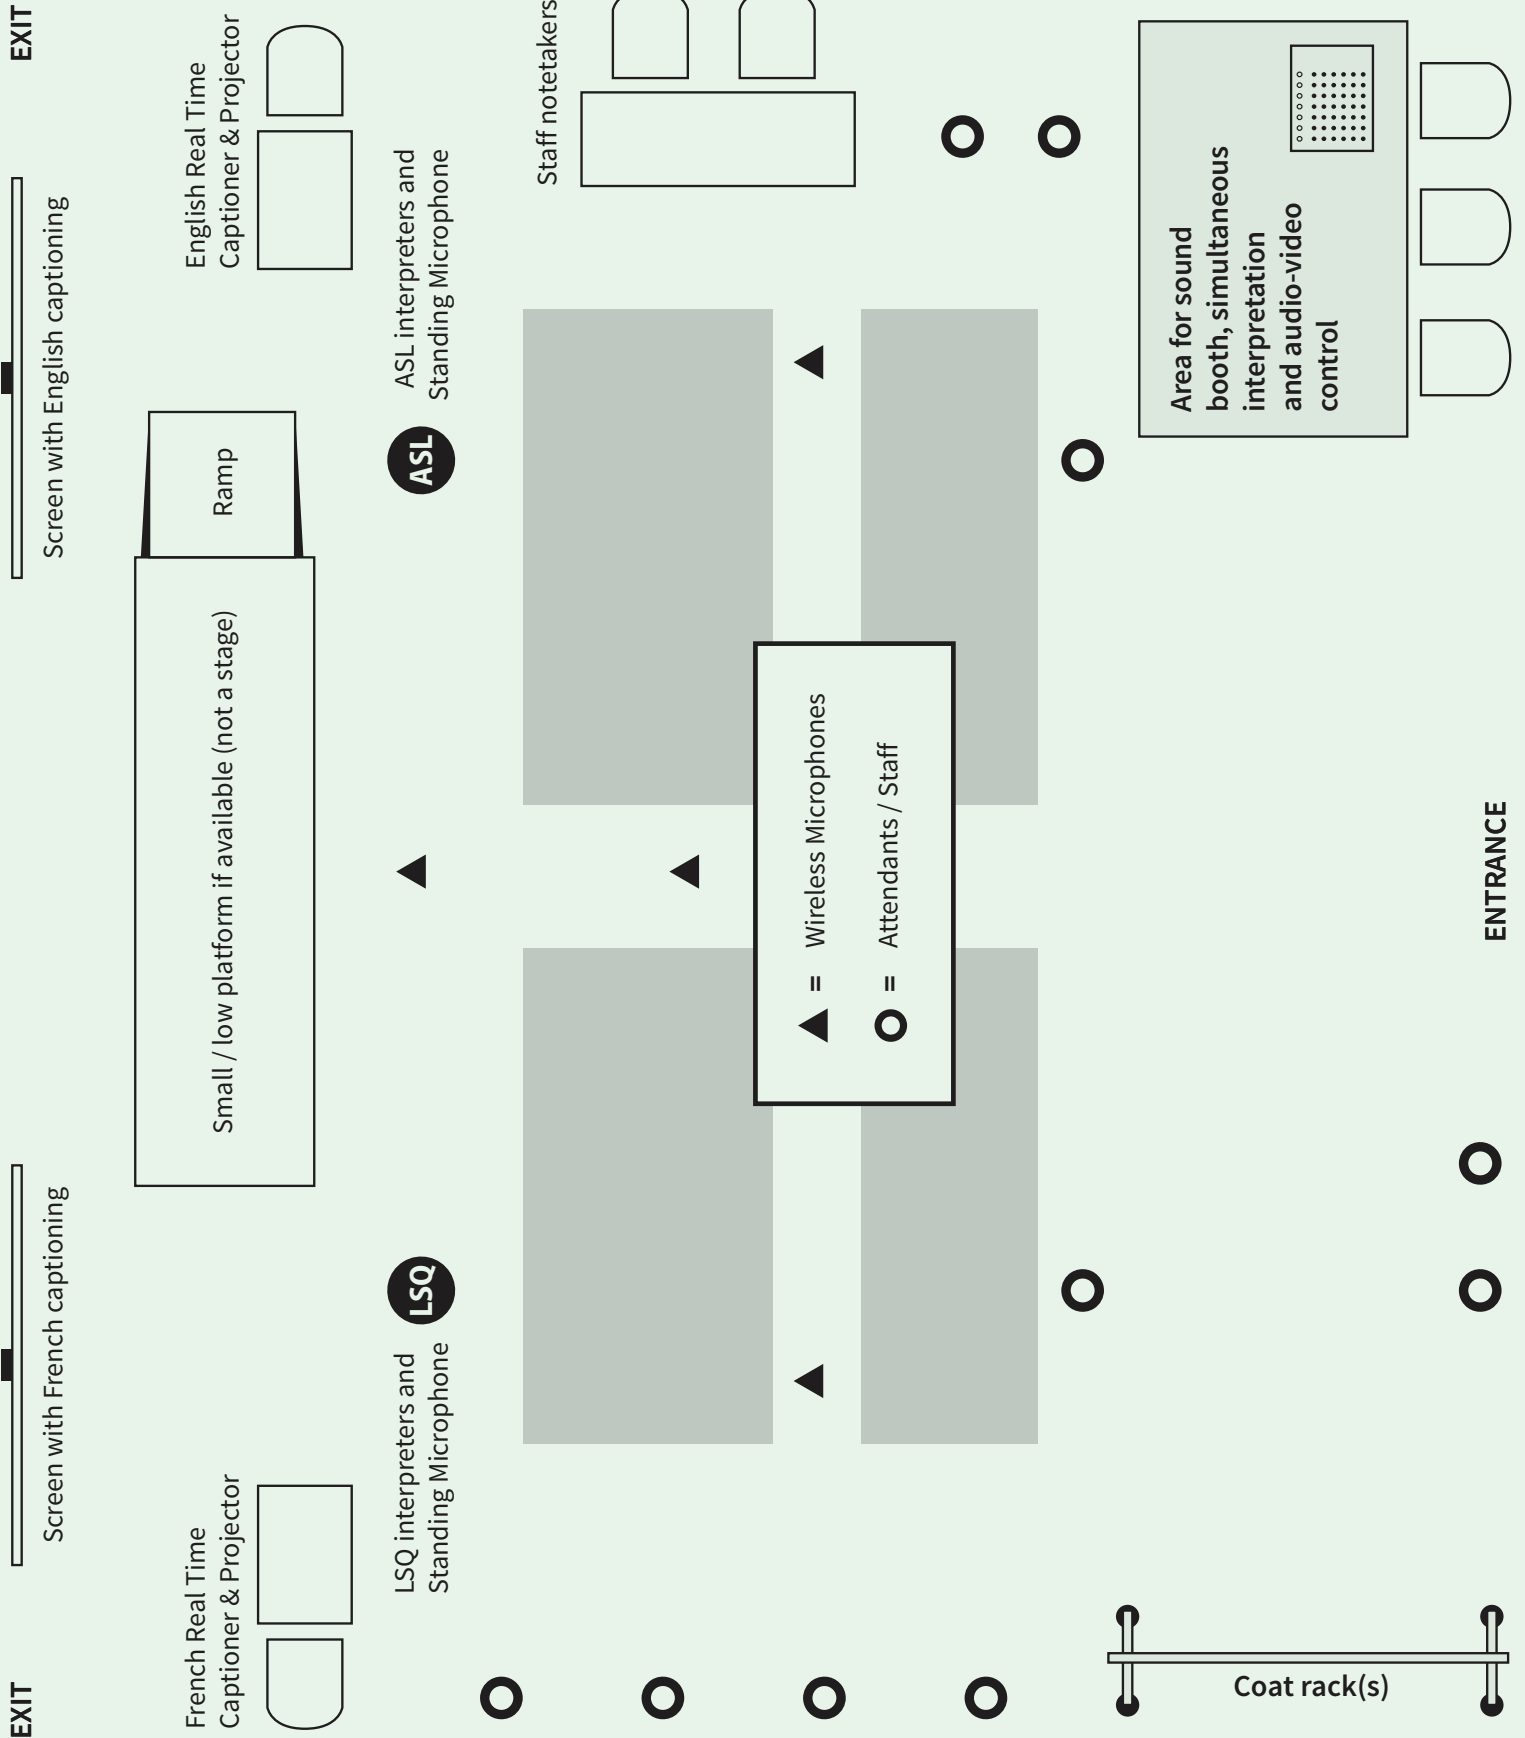 EXIT
EXIT
Screen with French captioning
Screen with English captioning
French Real Time
Captioner & Projector
Small / low platform if available (not a stage)
Ramp
English Real Time
Captioner & Projector
LSQ interpreters and
Standing Microphone
LSQ
ASL
ASL interpreters and
Standing Microphone
Staff notetakers
= Wireless Microphones
= Attendants / Staff
Area for sound
booth, simultaneous
interpretation
and audio-video
control
Coat rack(s)
ENTRANCE